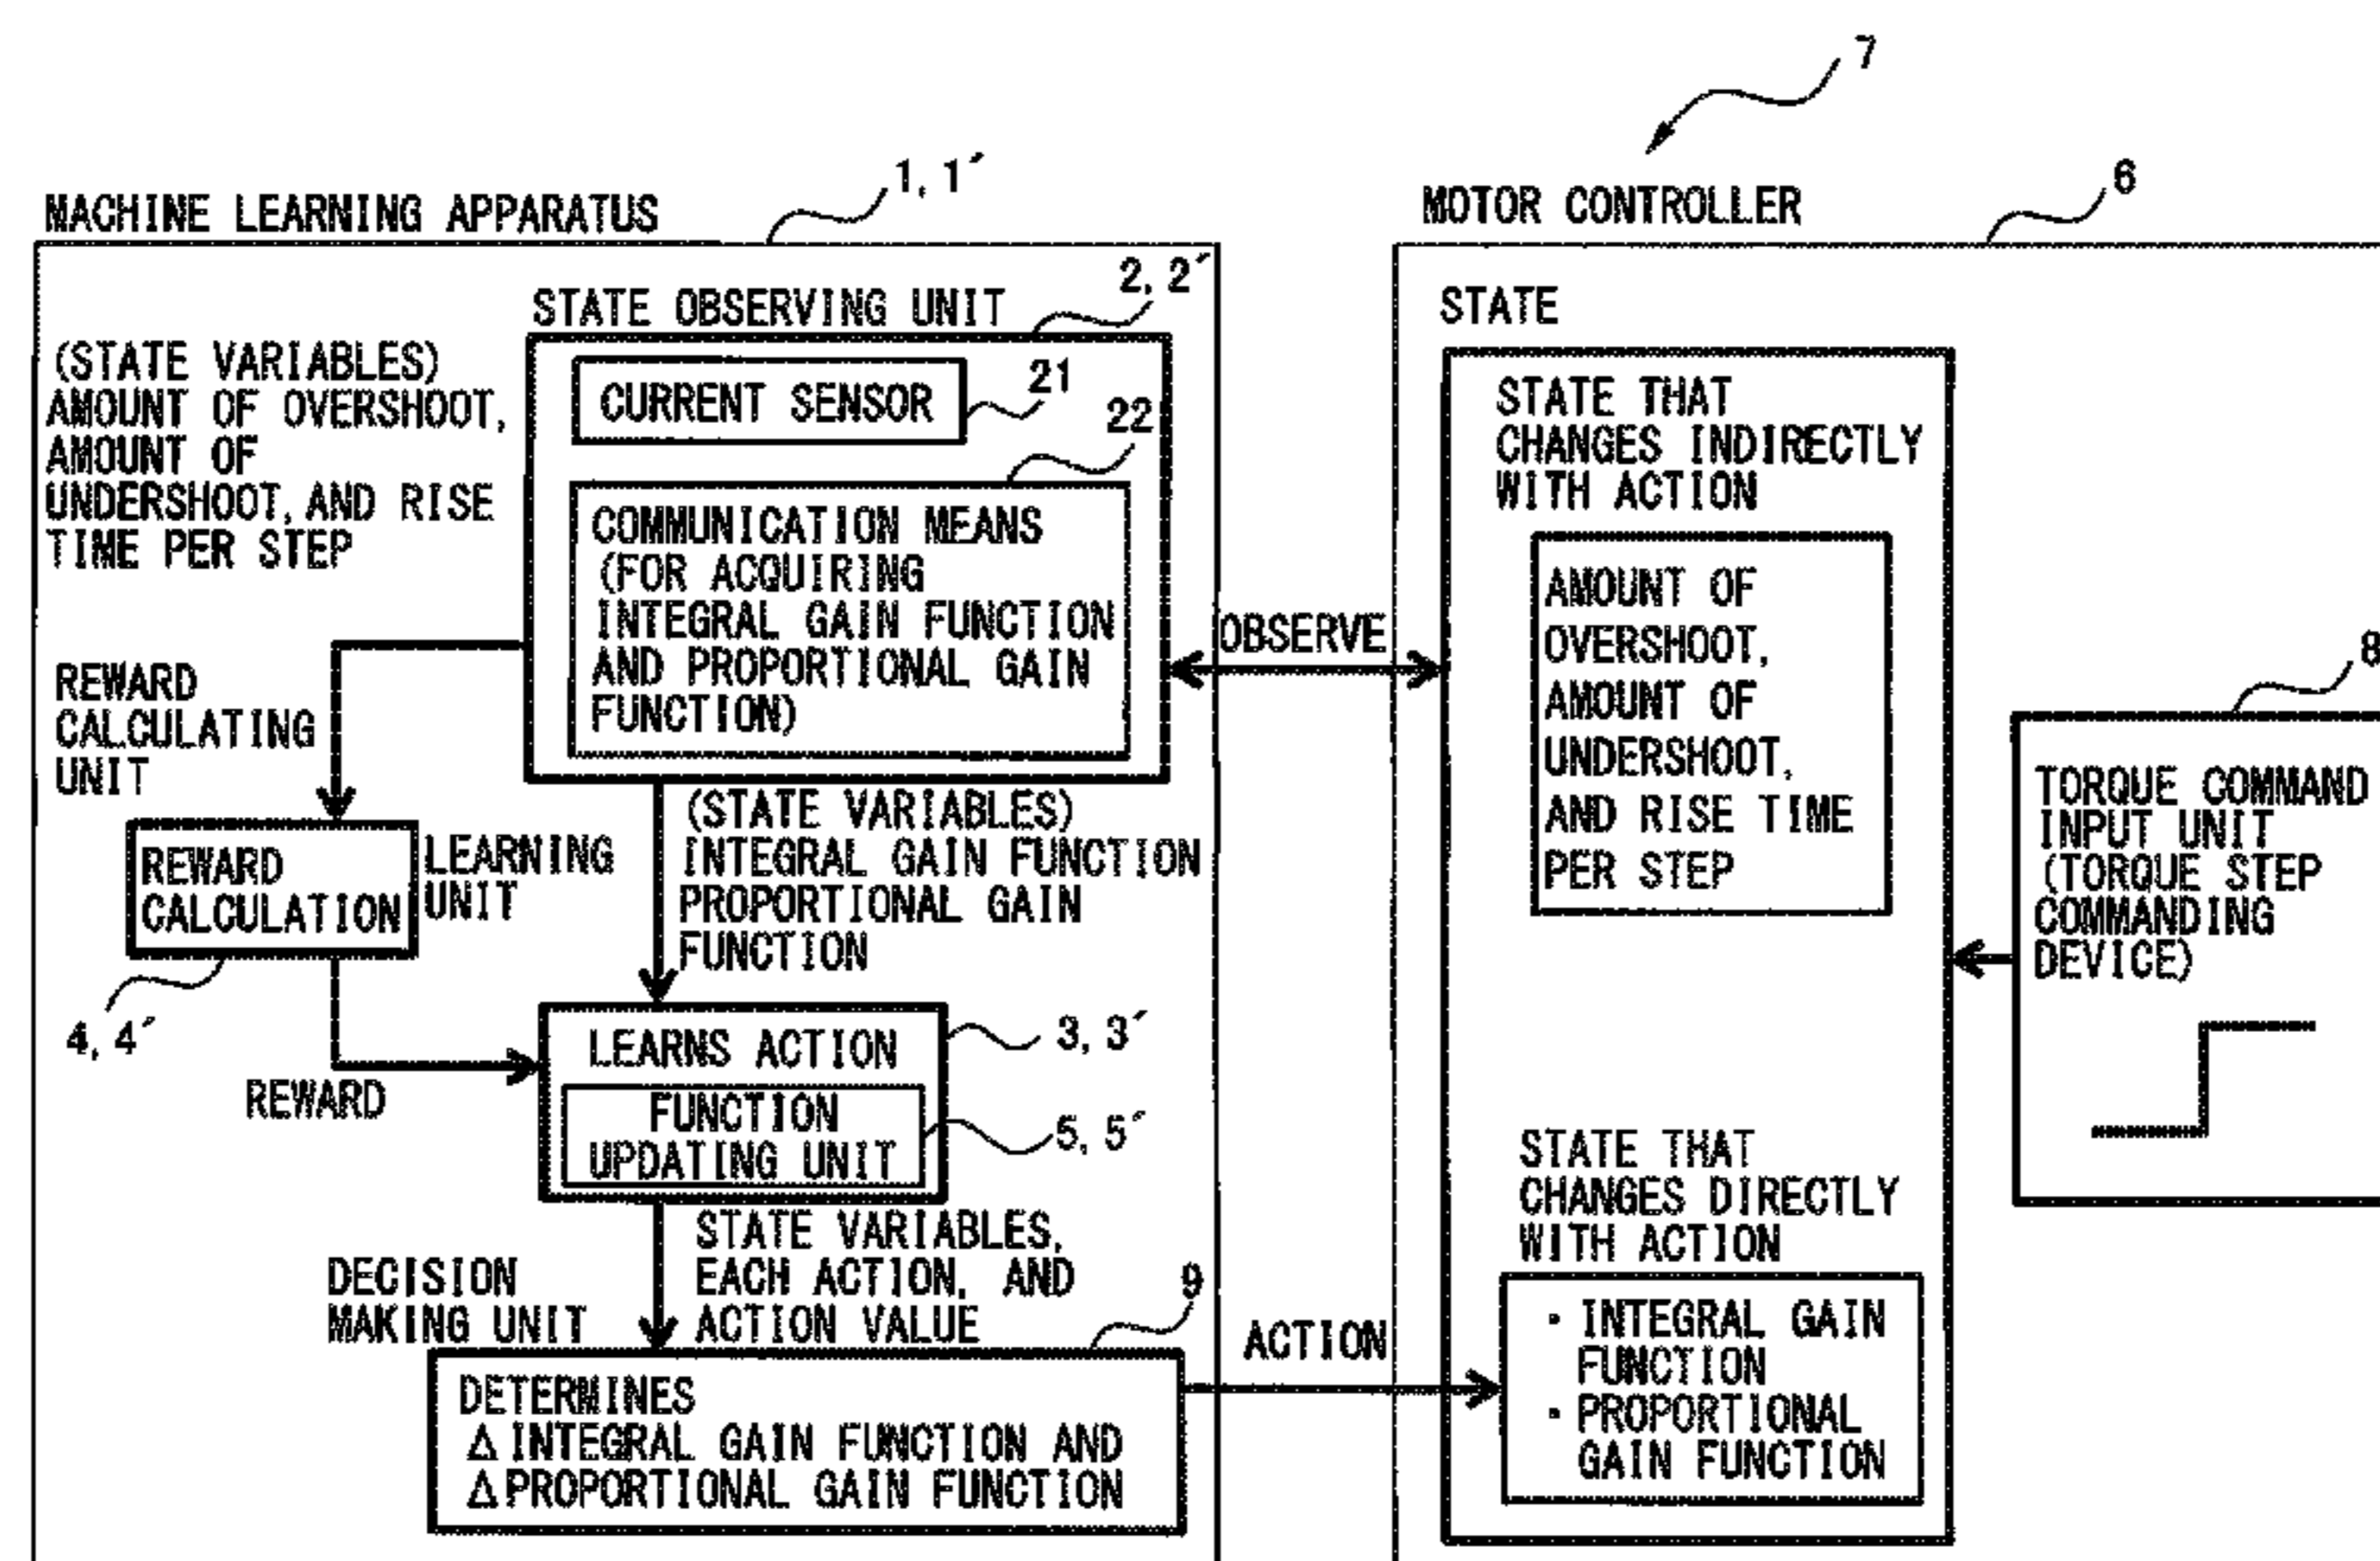 7
1, 1´
MACHINE LEARNING APPARATUS
MOTOR CONTROLLER
6
2, 2´
STATE OBSERVING UNIT
(STATE VARIABLES)
AMOUNT OF OVERSHOOT,
AMOUNT OF
UNDERSHOOT, AND RISE
TIME PER STEP
CURRENT SENSOR
21
22
COMMUNICATION MEANS
(FOR ACQUIRING
INTEGRAL GAIN FUNCTION
AND PROPORTIONAL GAIN
FUNCTION)
OBSERVE
REWARD
CALCULATING
UNIT
REWARD
CALCULATION
LEARNING
UNIT
4, 4´
(STATE VARIABLES)
INTEGRAL GAIN FUNCTION
PROPORTIONAL GAIN
FUNCTION
REWARD
LEARNS ACTION
3, 3´
FUNCTION
UPDATING UNIT
5, 5´
DECISION
MAKING UNIT
STATE VARIABLES,
EACH ACTION, AND
ACTION VALUE
9
DETERMINES
Δ INTEGRAL GAIN FUNCTION AND
Δ PROPORTIONAL GAIN FUNCTION
ACTION
STATE
STATE THAT
CHANGES INDIRECTLY
WITH ACTION
AMOUNT OF
OVERSHOOT,
AMOUNT OF
UNDERSHOOT,
AND RISE TIME
PER STEP
STATE THAT
CHANGES DIRECTLY
WITH ACTION
・INTEGRAL GAIN
FUNCTION
・PROPORTIONAL
GAIN FUNCTION
8
TORQUE COMMAND
INPUT UNIT
(TORQUE STEP
COMMANDING
DEVICE)